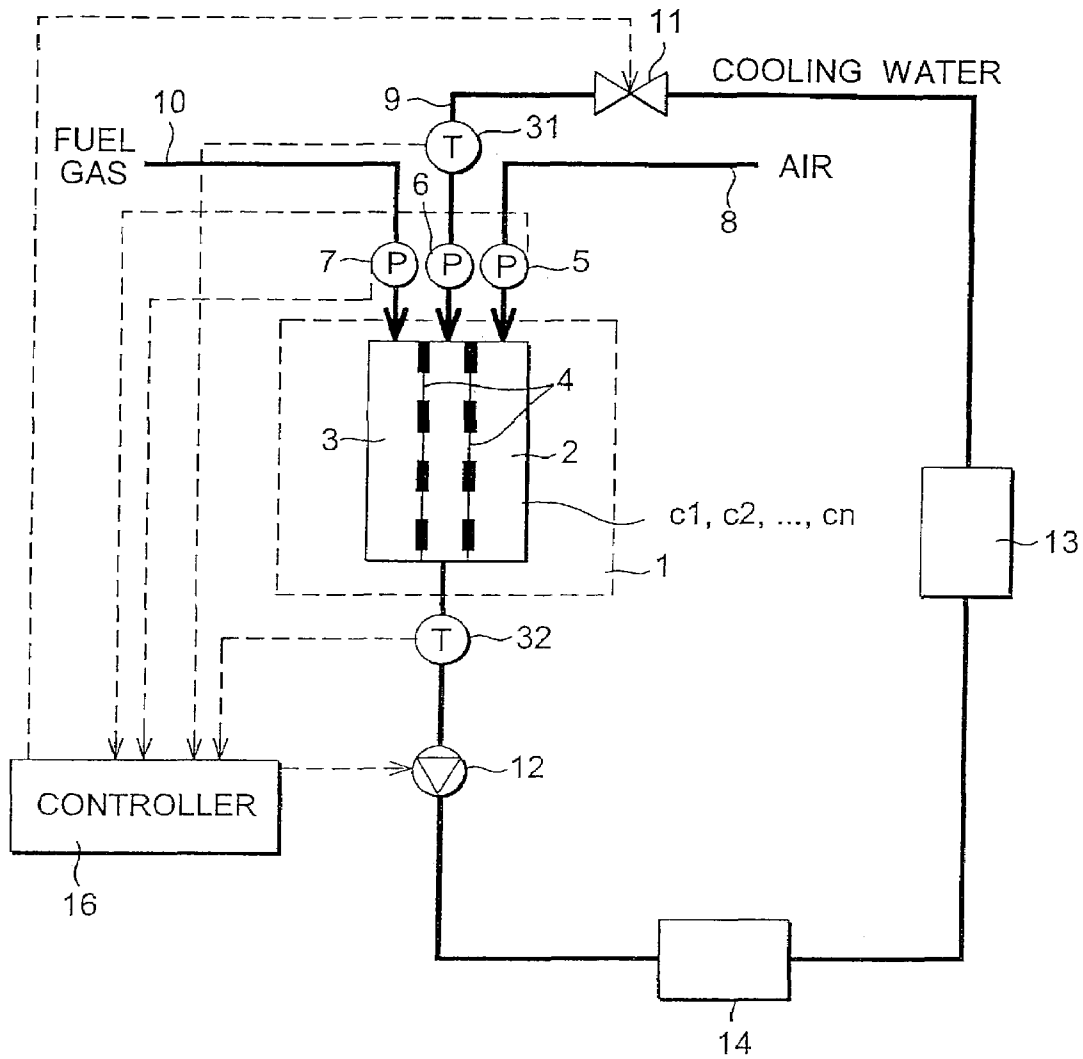 11
COOLING WATER
9
10
31
FUEL
GAS
T
AIR
6
8
7
P
P
P
5
4
3
2
c1, c2, ..., cn
13
1
T
32
12
CONTROLLER
16
14